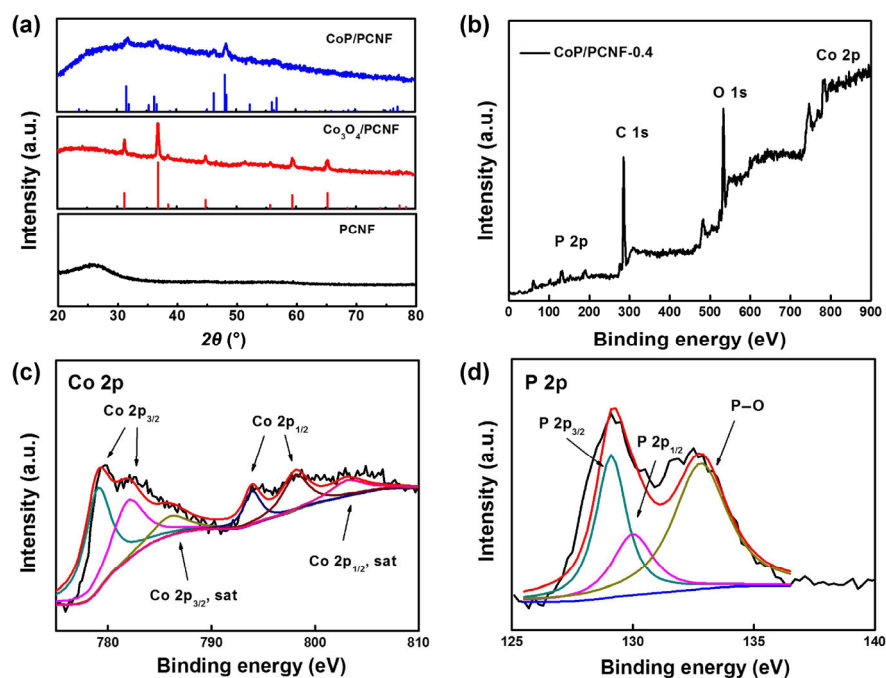 (a)
CoP/PCNF
Co₃O₄/PCNF
PCNF
Intensity (a.u.)
20 30 40 50 60 70 80
2θ (°)
(b)
CoP/PCNF-0.4
Co 2p
O 1s
C 1s
P 2p
Intensity (a.u.)
0 100 200 300 400 500 600 700 800 900
Binding energy (eV)
(c)
Co 2p
Co 2p₃/₂
Co 2p₁/₂
Co 2p₁/₂, sat
Co 2p₃/₂, sat
Intensity (a.u.)
780 790 800 810
Binding energy (eV)
(d)
P 2p
P–O
P 2p₃/₂
P 2p₁/₂
Intensity (a.u.)
125 130 135 140
Binding energy (eV)